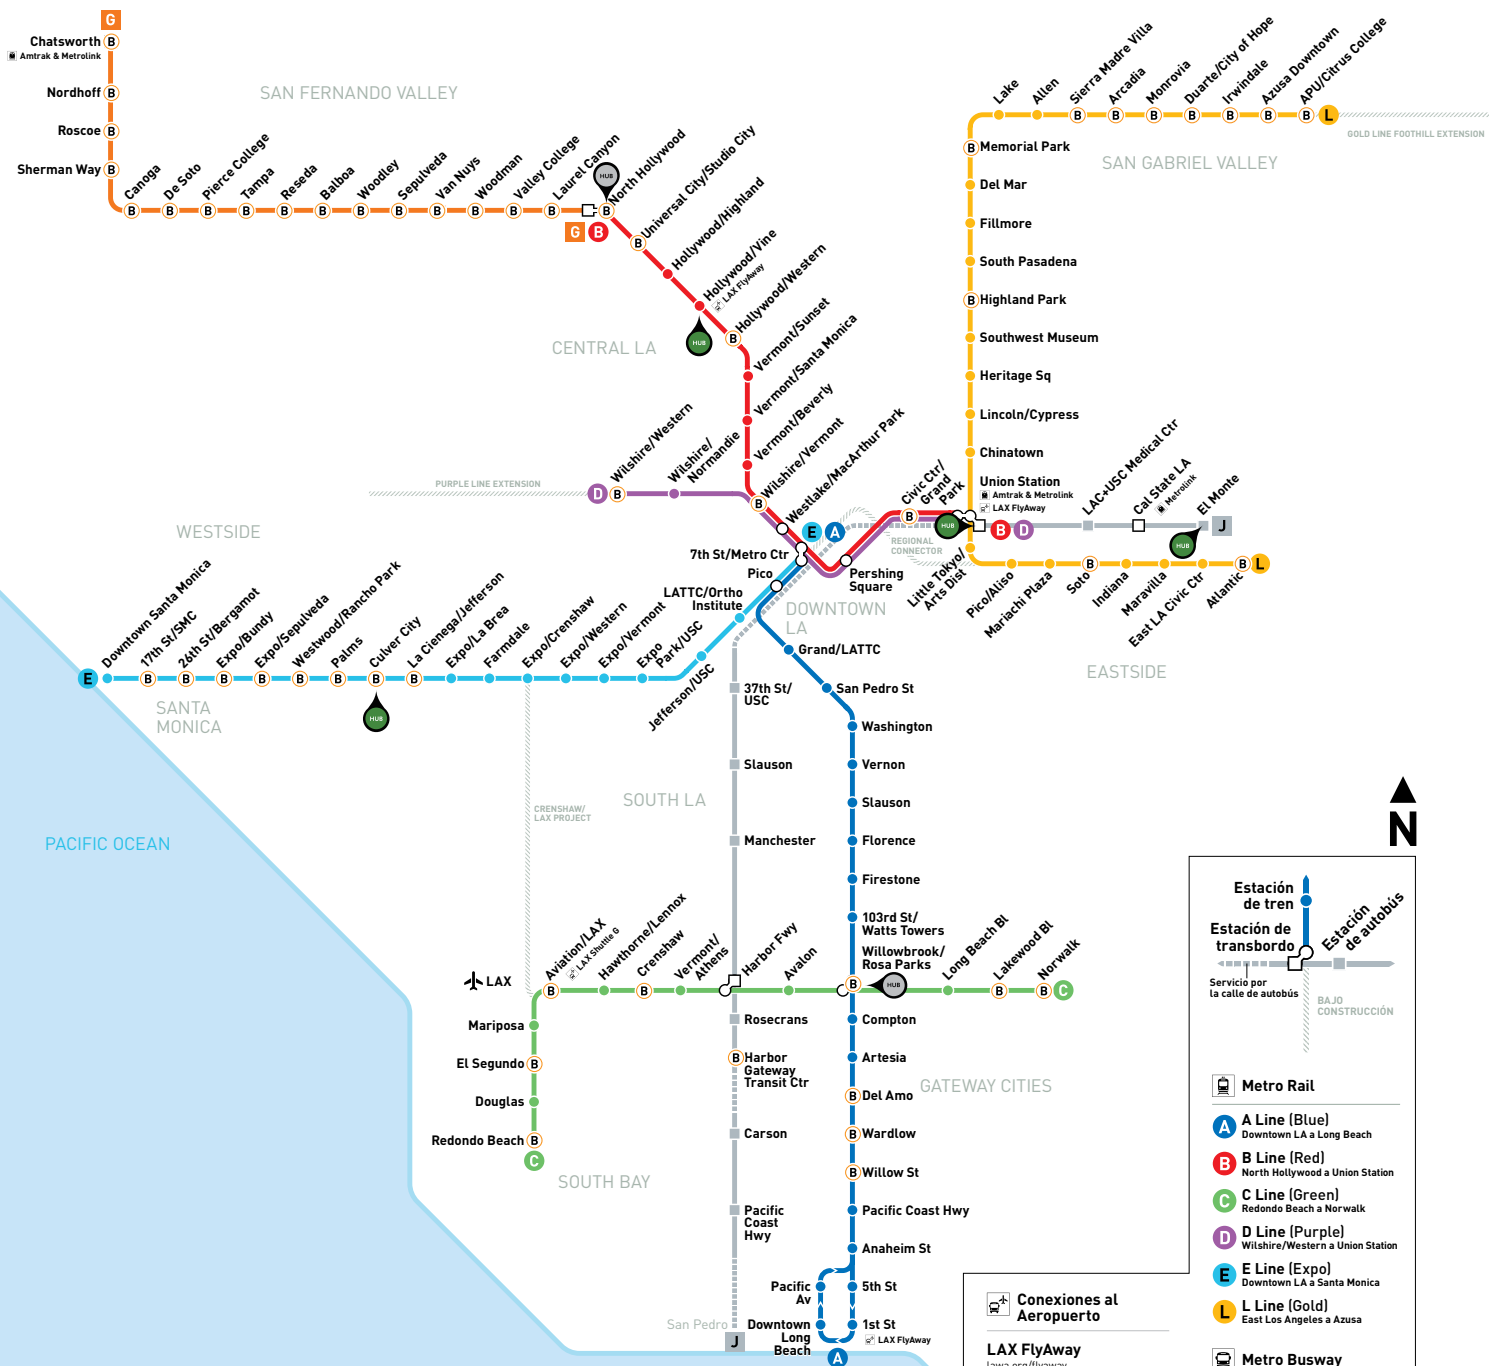 G
Chatsworth
Amtrak & Metrolink
Nordhoff
Roscoe
Sherman Way
Canoga
De Soto
Pierce College
Tampa
Reseda
Balboa
Woodley
Sepulveda
Van Nuys
Woodman
Valley College
Laurel Canyon
HUB
North Hollywood
G B
SAN FERNANDO VALLEY
Universal City/Studio City
Hollywood/Highland
Hollywood/Vine
LAX FlyAway
HUB
Hollywood/Western
CENTRAL LA
Vermont/Sunset
Vermont/Santa Monica
Vermont/Beverly
Wilshire/Vermont
Westlake/MacArthur Park
PURPLE LINE EXTENSION
D
Wilshire/Western
Wilshire/
Normandie
E A
7th St/Metro Ctr
Pico
Pershing
Square
Civic Ctr/
Grand
Park
HUB
REGIONAL
CONNECTOR
DOWNTOWN
LA
Lake
Allen
Sierra Madre Villa
Arcadia
Monrovia
Duarte/City of Hope
Irwindale
Azusa Downtown
APU/Citrus College
L
GOLD LINE FOOTHILL EXTENSION
SAN GABRIEL VALLEY
Memorial Park
Del Mar
Fillmore
South Pasadena
Highland Park
Southwest Museum
Heritage Sq
Lincoln/Cypress
Chinatown
Union Station
Amtrak & Metrolink
LAX FlyAway
B D
LAC+USC Medical Ctr
Cal State LA
Metrolink
El Monte
HUB
J
Little Tokyo/
Arts Dist
Pico/Aliso
Mariachi Plaza
Soto
Indiana
Maravilla
East LA Civic Ctr
Atlantic
L
EASTSIDE
WESTSIDE
E
Downtown Santa Monica
17th St/SMC
26th St/Bergamot
Expo/Bundy
Expo/Sepulveda
Westwood/Rancho Park
Palms
Culver City
HUB
La Cienega/Jefferson
Expo/La Brea
Farmdale
Expo/Crenshaw
Expo/Western
Expo/Vermont
Expo
Park/USC
Jefferson/USC
LATTC/Ortho
Institute
SANTA
MONICA
PACIFIC OCEAN
CRENSHAW/
LAX PROJECT
SOUTH LA
37th St/
USC
Slauson
Manchester
Grand/LATTC
San Pedro St
Washington
Vernon
Slauson
Florence
Firestone
103rd St/
Watts Towers
Willowbrook/
Rosa Parks
HUB
LAX
Aviation/LAX
LAX Shuttle G
Hawthorne/Lennox
Crenshaw
Vermont/
Athens
Harbor Fwy
Avalon
Long Beach Bl
Lakewood Bl
Norwalk
C
Mariposa
El Segundo
Douglas
Redondo Beach
C
SOUTH BAY
Rosecrans
Harbor
Gateway
Transit Ctr
Carson
Pacific
Coast
Hwy
San Pedro
J
Compton
Artesia
Del Amo
Wardlow
Willow St
Pacific Coast Hwy
Anaheim St
Pacific
Av
5th St
Downtown
Long
Beach
1st St
LAX FlyAway
A
GATEWAY CITIES
N
Estación
de tren
Estación de
transbordo
Estación
de autobús
Servicio por
la calle de autobús
BAJO
CONSTRUCCIÓN
Metro Rail
A
A Line (Blue)
Downtown LA a Long Beach
B
B Line (Red)
North Hollywood a Union Station
C
C Line (Green)
Redondo Beach a Norwalk
D
D Line (Purple)
Wilshire/Western a Union Station
E
E Line (Expo)
Downtown LA a Santa Monica
L
L Line (Gold)
East Los Angeles a Azusa
Metro Busway
Conexiones al
Aeropuerto
LAX FlyAway
lawa.org/flyaway